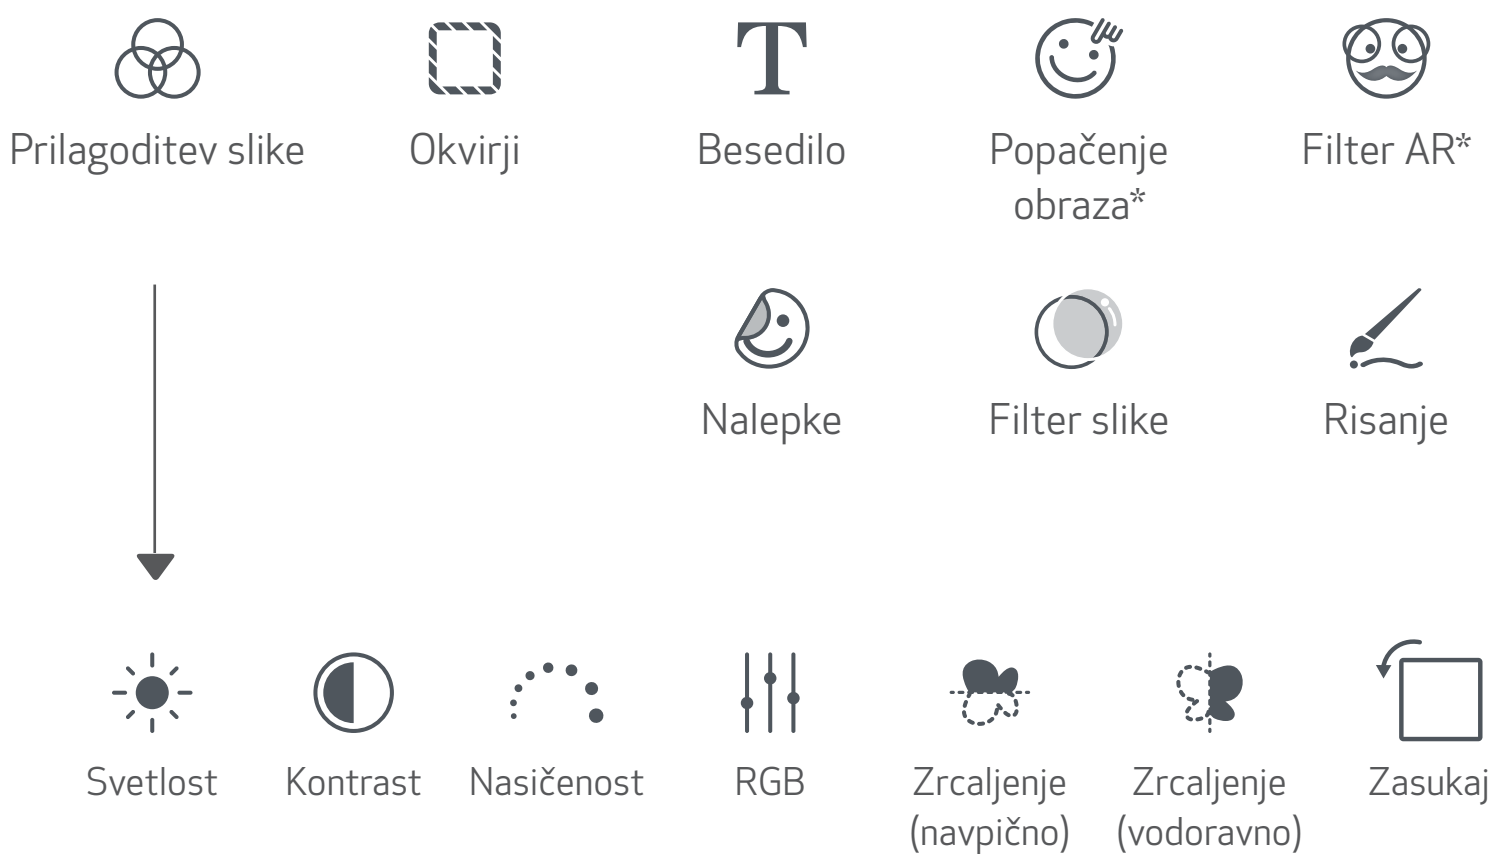 Prilagoditev slike
Okvirji
Besedilo
Popačenje
obraza*
Filter AR*
Nalepke
Filter slike
Risanje
Svetlost
Kontrast
Nasičenost
RGB
Zrcaljenje
(navpično)
Zrcaljenje
(vodoravno)
Zasukaj